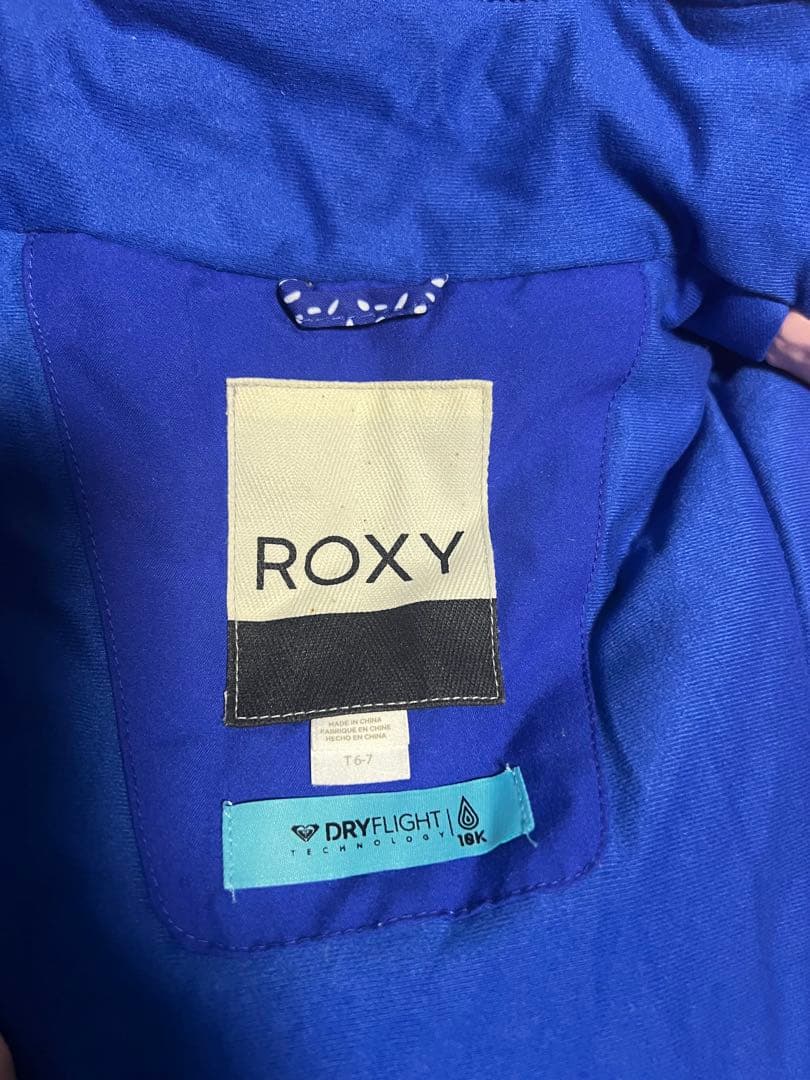 ROXY
MADE IN CHINA
FABRIQUE EN CHINE
HECHO EN CHINA
T 6-7
DRYFLIGHT
TECHNOLOGY
10K